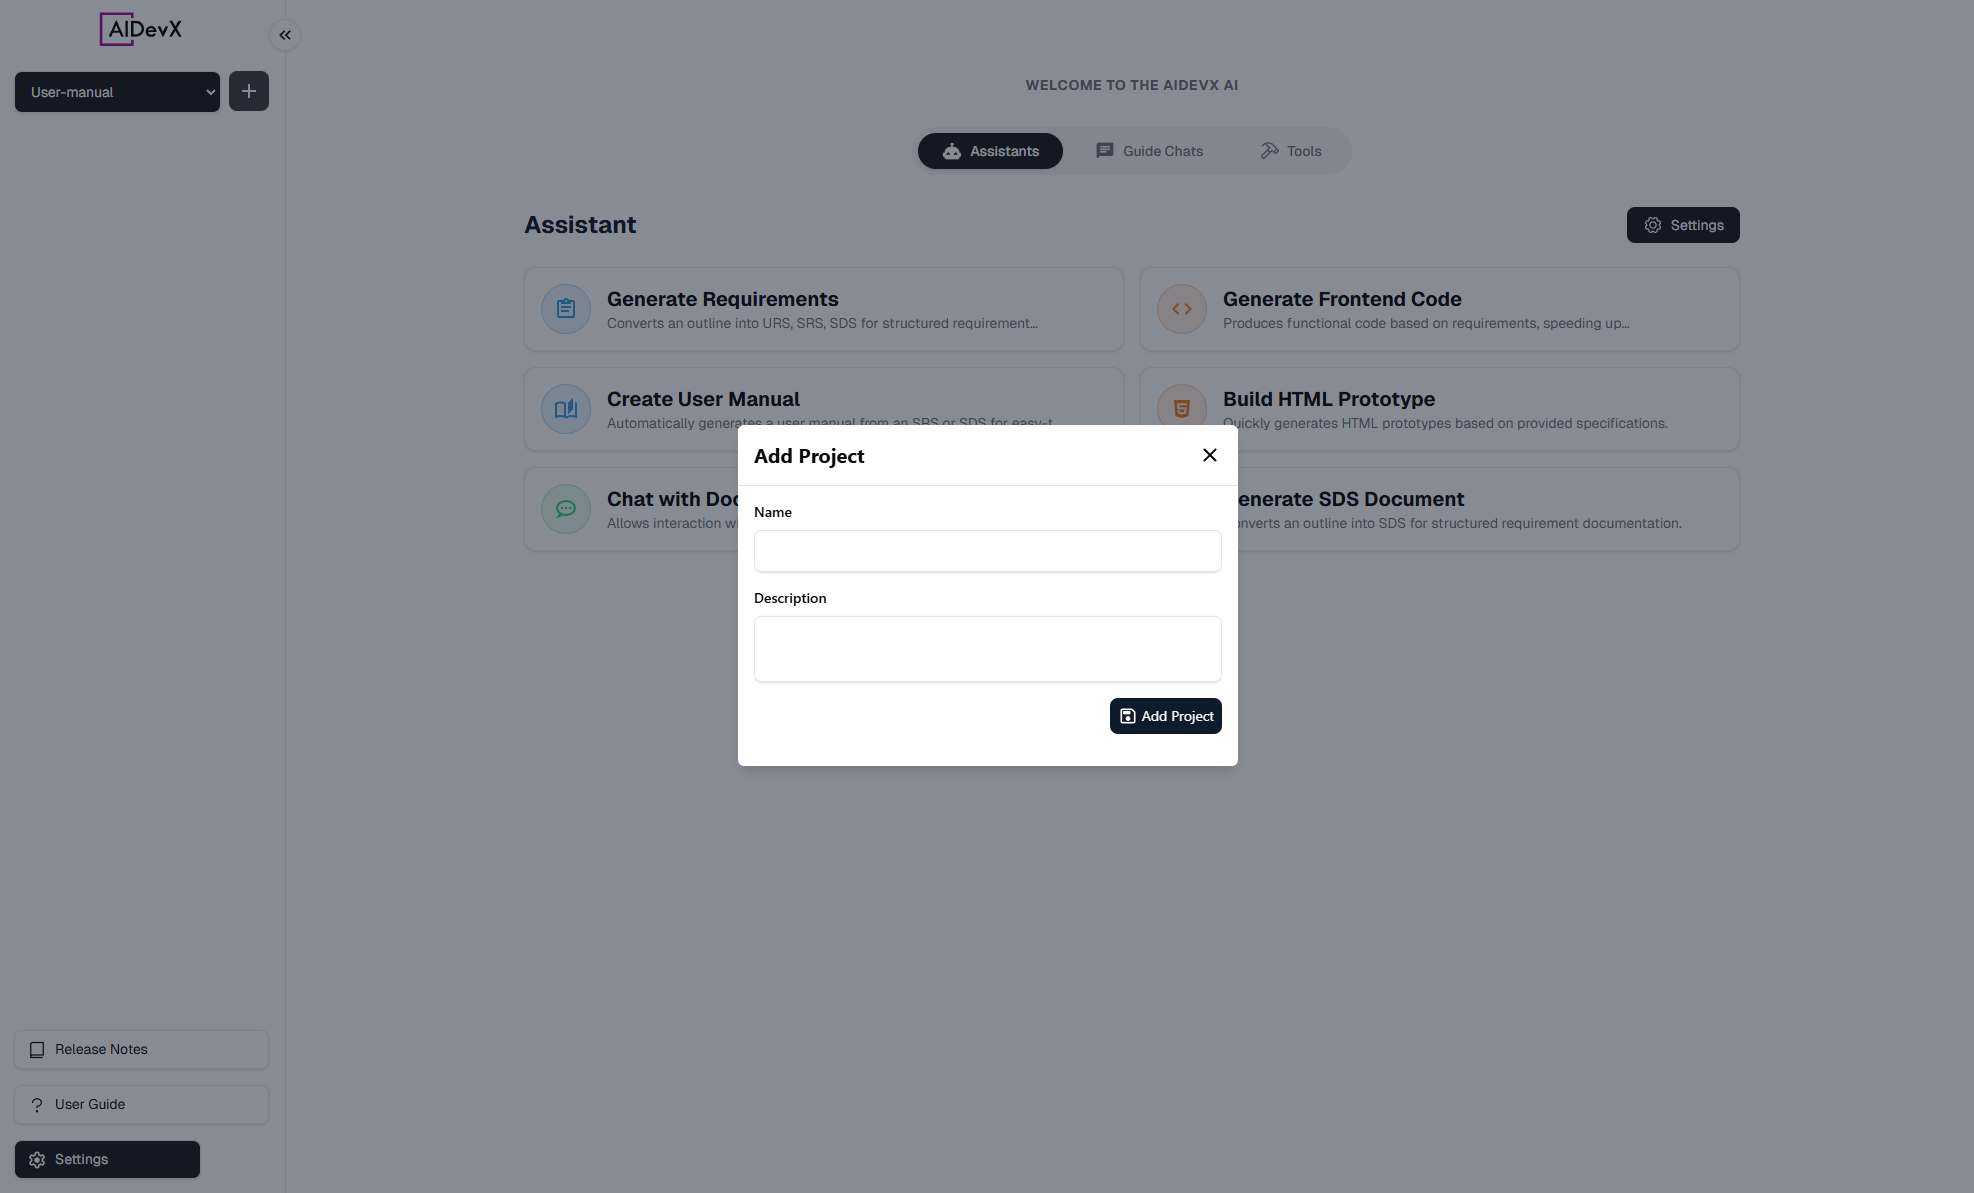 AIDevX
User-manual
WELCOME TO THE AIDEVX AI
Assistants
Guide Chats
Tools
Assistant
Settings
Generate Requirements
Converts an outline into URS, SRS, SDS for structured requirement...
Generate Frontend Code
Produces functional code based on requirements, speeding up...
Create User Manual
Automatically generates a user manual from an SRS or SDS for easy-t
Build HTML Prototype
Quickly generates HTML prototypes based on provided specifications.
Chat with Doc
Allows interaction w
enerate SDS Document
nverts an outline into SDS for structured requirement documentation.
Add Project
Name
Description
Add Project
Release Notes
? User Guide
Settings